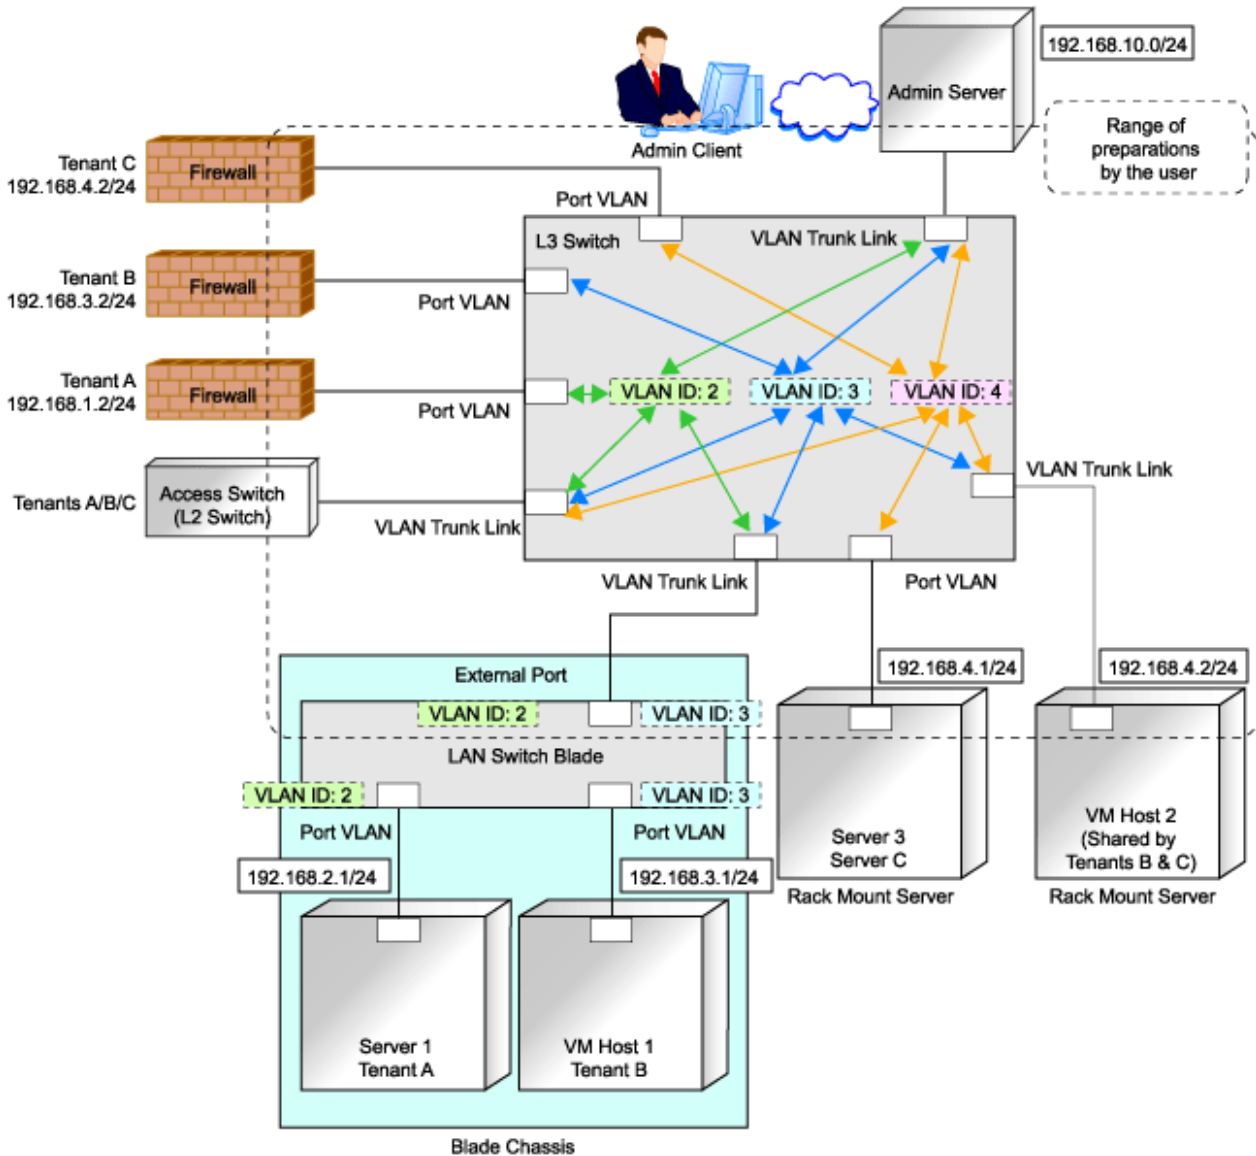 192.168.10.0/24
Admin Server
Admin Client
Range of
preparations
by the user
Tenant C
192.168.4.2/24
Firewall
Port VLAN
L3 Switch
VLAN Trunk Link
Tenant B
192.168.3.2/24
Firewall
Port VLAN
Tenant A
192.168.1.2/24
Firewall
Port VLAN
VLAN ID: 2
VLAN ID: 3
VLAN ID: 4
Tenants A/B/C
Access Switch
(L2 Switch)
VLAN Trunk Link
VLAN Trunk Link
VLAN Trunk Link
Port VLAN
External Port
192.168.4.1/24
192.168.4.2/24
VLAN ID: 2
VLAN ID: 3
LAN Switch Blade
VLAN ID: 2
VLAN ID: 3
Port VLAN
Port VLAN
192.168.2.1/24
192.168.3.1/24
Server 3
Server C
Rack Mount Server
VM Host 2
(Shared by
Tenants B & C)
Rack Mount Server
Server 1
Tenant A
VM Host 1
Tenant B
Blade Chassis